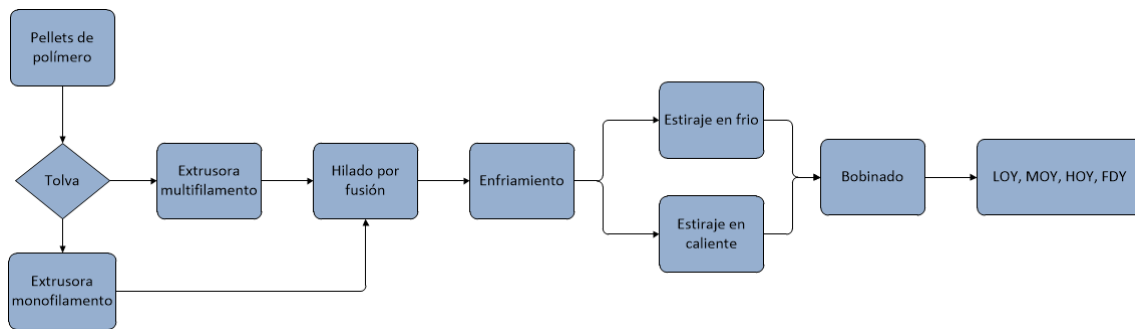 Pellets de
polímero
Tolva
Extrusora
multifilamento
Hilado por
fusión
Enfriamiento
Estiraje en frio
Estiraje en
caliente
Bobinado
LOY, MOY, HOY, FDY
Extrusora
monofilamento